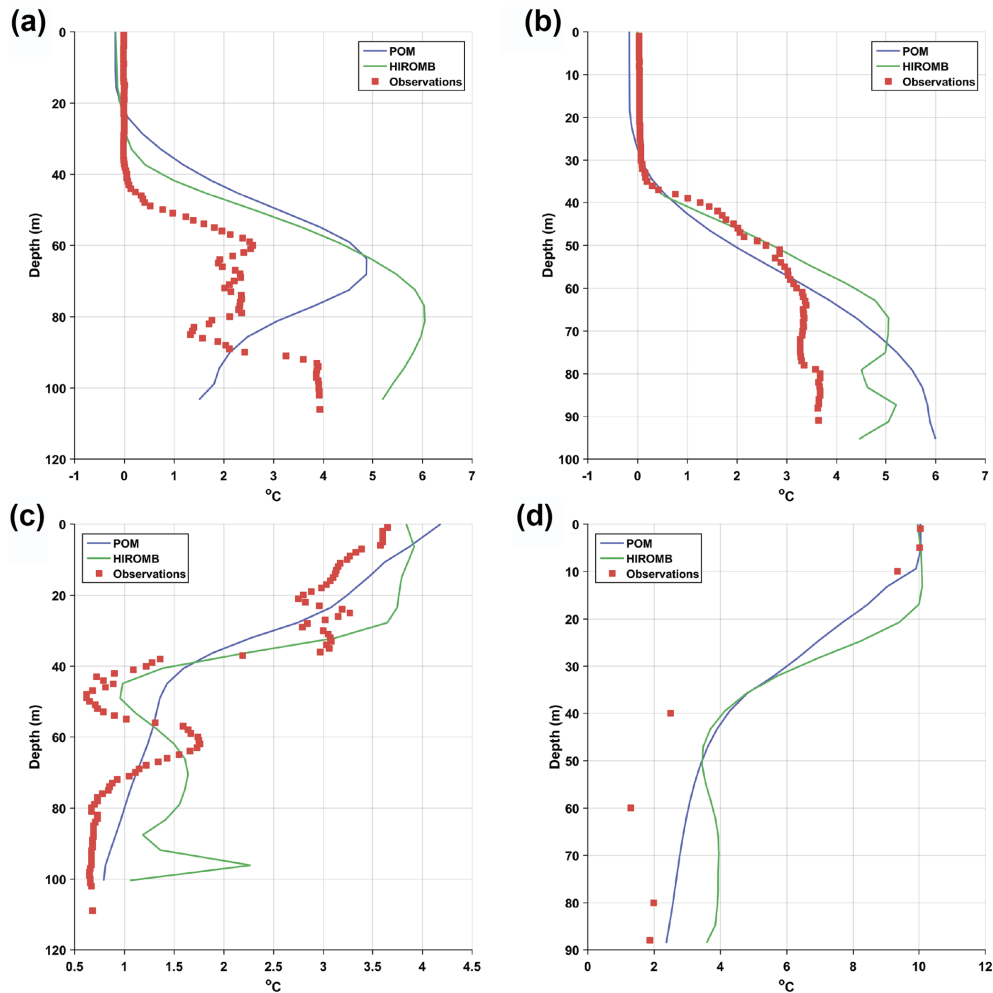 (a)
0
20
40
60
80
100
120
Depth (m)
-1 0 1 2 3 4 5 6 7
°C
POM
HIROMB
Observations
(b)
0
10
20
30
40
50
60
70
80
90
100
Depth (m)
-1 0 1 2 3 4 5 6 7
°C
POM
HIROMB
Observations
(c)
0
20
40
60
80
100
120
Depth (m)
0.5 1 1.5 2 2.5 3 3.5 4 4.5
°C
POM
HIROMB
Observations
(d)
0
10
20
30
40
50
60
70
80
90
Depth (m)
0 2 4 6 8 10 12
°C
POM
HIROMB
Observations